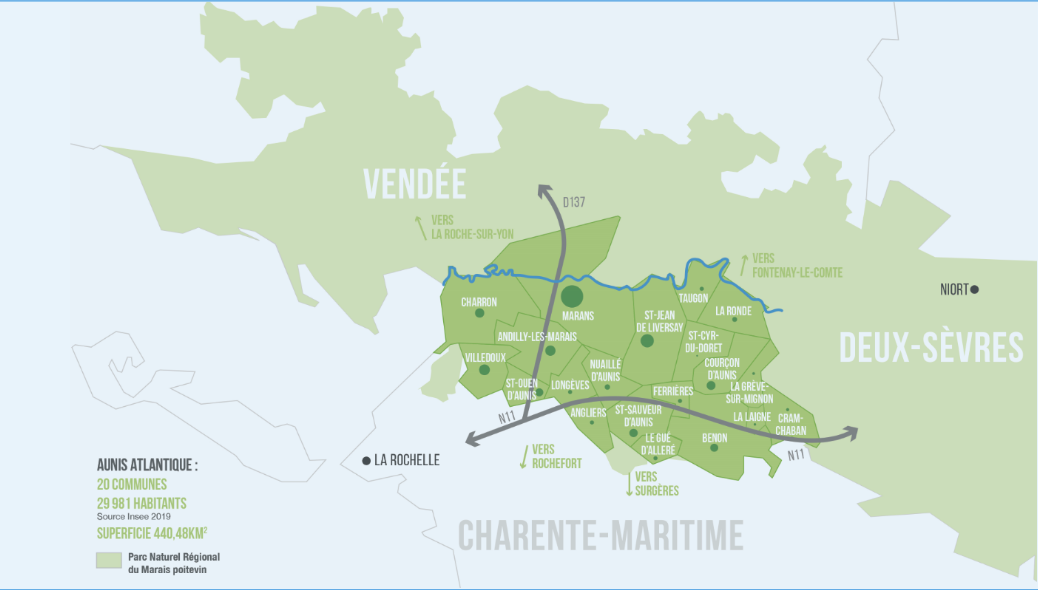 VENDÉE
D137
VERS
LA ROCHE-SUR-YON
VERS
FONTENAY-LE-COMTE
NIORT
CHARRON
MARANS
TAUGON
LA RONDE
ST-JEAN
DE LIVERSAY
ANDILLY-LES-MARAIS
ST-CYR-
DU-DORET
DEUX-SÈVRES
VILLEDOUX
NUAILLÉ
D'AUNIS
COURÇON
D'AUNIS
ST-OUEN
D'AUNIS
LONGÈVES
FERRIÈRES
LA GRÈVE-
SUR-MIGNON
N11
ANGLIERS
ST-SAUVEUR
D'AUNIS
LA LAIGNE
CRAM-
CHABAN
LE GUÉ
D'ALLERÉ
BENON
N11
LA ROCHELLE
VERS
ROCHEFORT
VERS
SURGÈRES
CHARENTE-MARITIME
AUNIS ATLANTIQUE :
20 COMMUNES
29 981 HABITANTS
Source Insee 2019
SUPERFICIE 440,48KM²
Parc Naturel Régional
du Marais poitevin